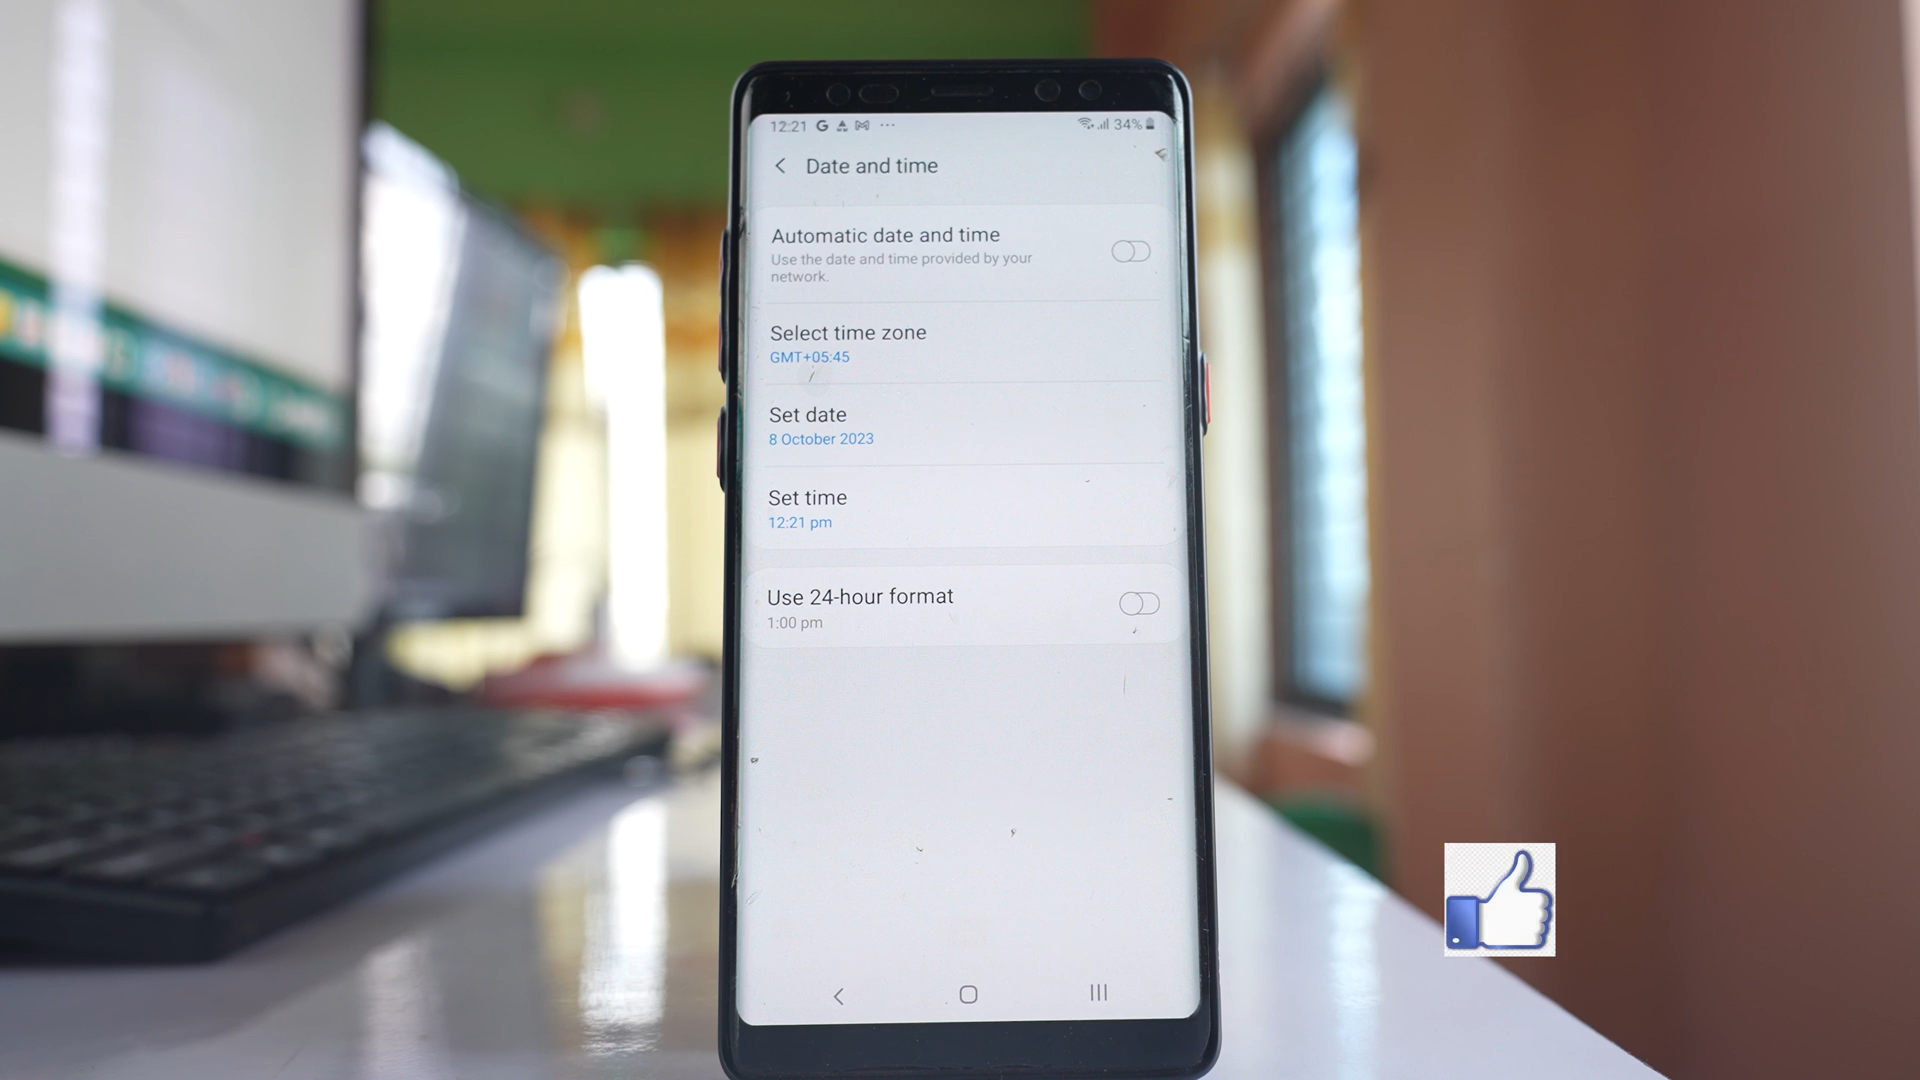 12:21 G M ... 34%
Date and time
Automatic date and time
Use the date and time provided by your
network.
Select time zone
GMT+05:45
Set date
8 October 2023
Set time
12:21 pm
Use 24-hour format
1:00 pm